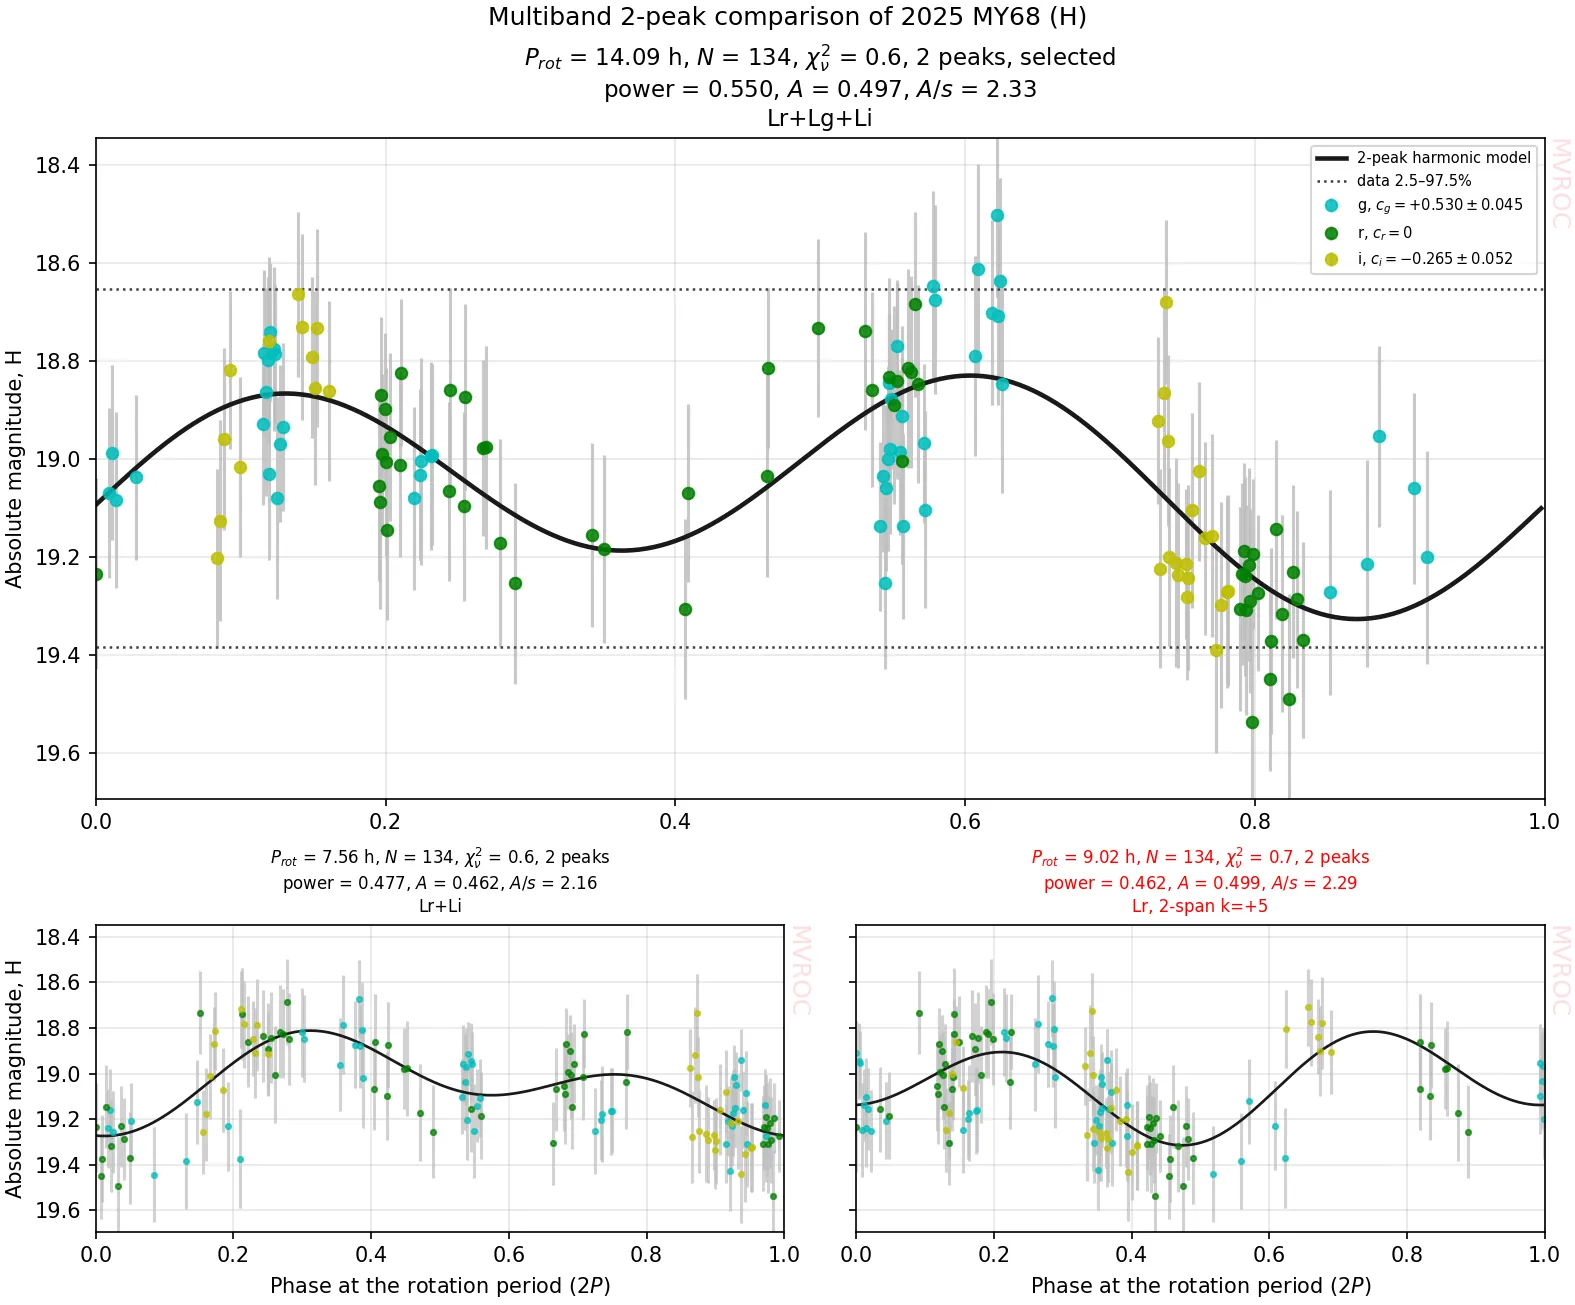 Multiband 2-peak comparison of 2025 MY68 (H)
P_rot = 14.09 h, N = 134, χ²_ν = 0.6, 2 peaks, selected
power = 0.550, A = 0.497, A/s = 2.33
Lr+Lg+Li
Absolute magnitude, H
18.4
18.6
18.8
19.0
19.2
19.4
19.6
2-peak harmonic model
data 2.5–97.5%
g, c_g = +0.530 ± 0.045
r, c_r = 0
i, c_i = −0.265 ± 0.052
MVROC
0.0 0.2 0.4 0.6 0.8 1.0
P_rot = 7.56 h, N = 134, χ²_ν = 0.6, 2 peaks
power = 0.477, A = 0.462, A/s = 2.16
Lr+Li
Absolute magnitude, H
18.4
18.6
18.8
19.0
19.2
19.4
19.6
MVROC
0.0 0.2 0.4 0.6 0.8 1.0
Phase at the rotation period (2P)
P_rot = 9.02 h, N = 134, χ²_ν = 0.7, 2 peaks
power = 0.462, A = 0.499, A/s = 2.29
Lr, 2-span k=+5
MVROC
0.0 0.2 0.4 0.6 0.8 1.0
Phase at the rotation period (2P)